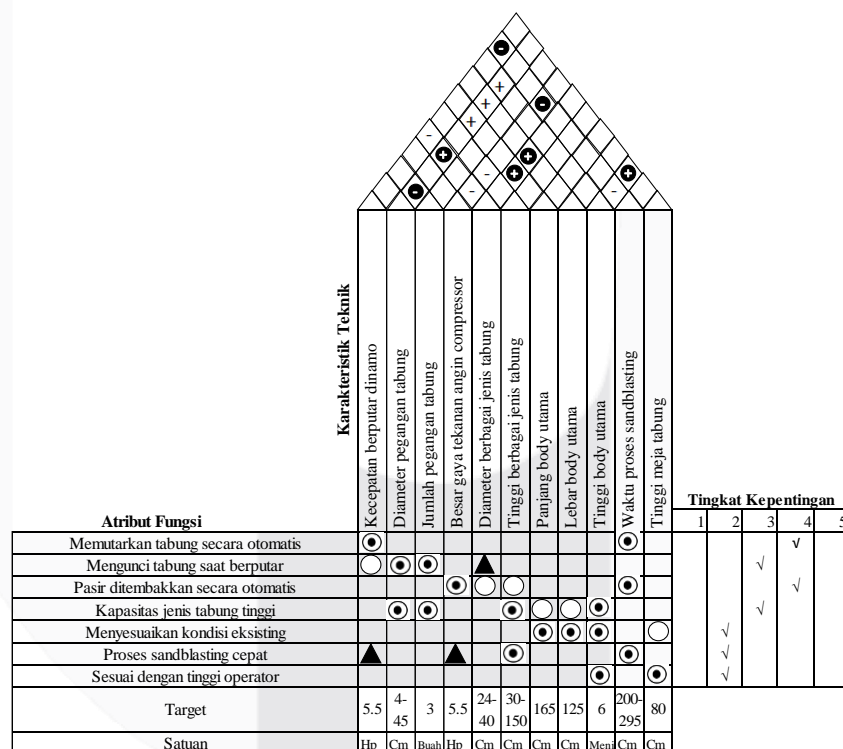 -
+
+
-
+
-
+
+
+
-
+
-
-
-
Karakteristik Teknik
Kecepatan berputar dinamo
Diameter pegangan tabung
Jumlah pegangan tabung
Besar gaya tekanan angin compressor
Diameter berbagai jenis tabung
Tinggi berbagai jenis tabung
Panjang body utama
Lebar body utama
Tinggi body utama
Waktu proses sandblasting
Tinggi meja tabung
Tingkat Kepentingan
Atribut Fungsi
1 2 3 4 5
Memutarkan tabung secara otomatis √
Mengunci tabung saat berputar √
Pasir ditembakkan secara otomatis √
Kapasitas jenis tabung tinggi √
Menyesuaikan kondisi eksisting √
Proses sandblasting cepat √
Sesuai dengan tinggi operator √
Target 5.5 4-45 3 5.5 24-40 30-150 165 125 6 200-295 80
Satuan Hp Cm Buah Hp Cm Cm Cm Cm Meni Cm Cm